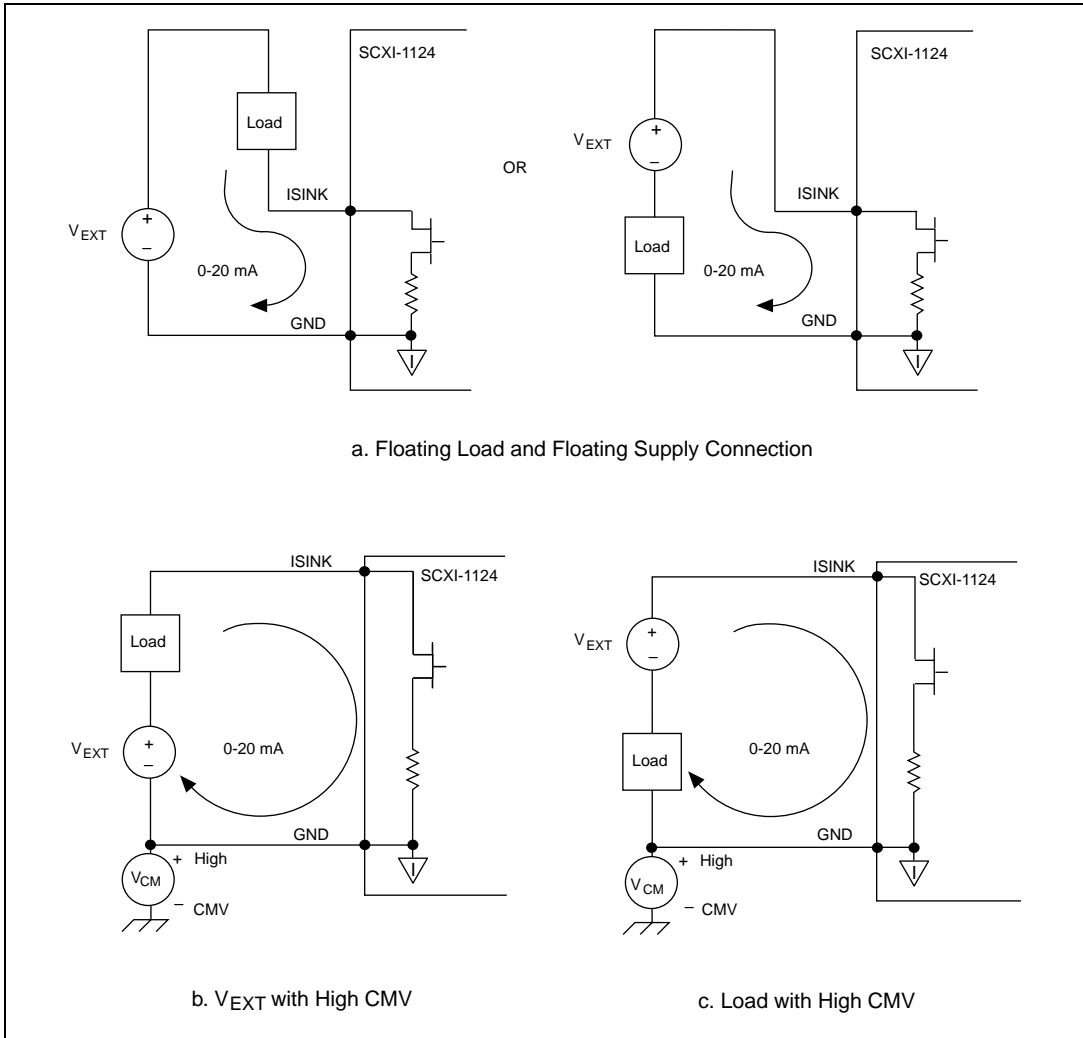 SCXI-1124
Load
ISINK
V EXT
+
–
0-20 mA
GND
I
OR
SCXI-1124
+
V EXT
–
ISINK
Load
0-20 mA
GND
I
a. Floating Load and Floating Supply Connection
ISINK
SCXI-1124
Load
V EXT
+
–
0-20 mA
GND
+ High
V CM
– CMV
I
b. V EXT with High CMV
ISINK
SCXI-1124
V EXT
+
–
Load
0-20 mA
GND
+ High
V CM
– CMV
I
c. Load with High CMV